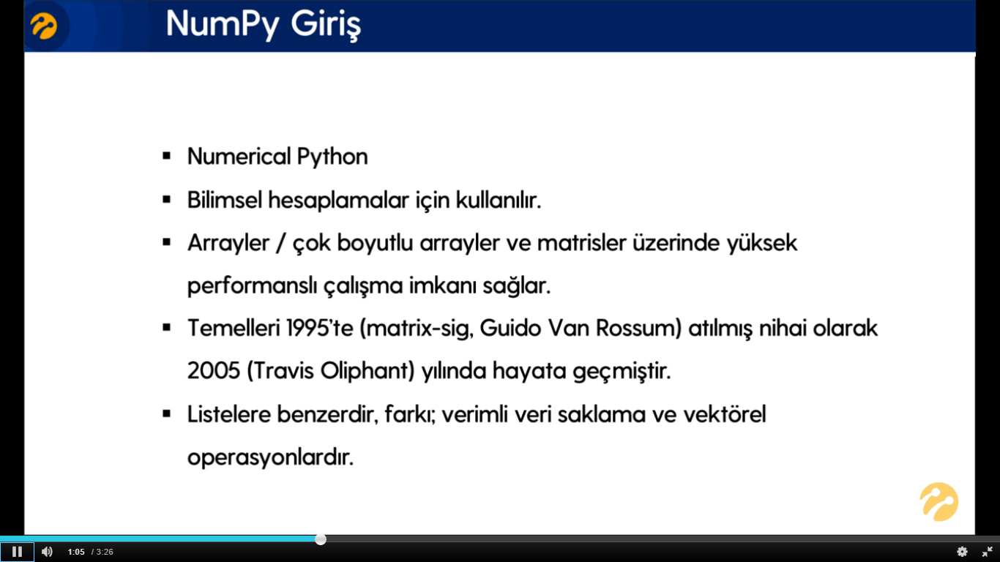 NumPy Giriş
▪ Numerical Python
▪ Bilimsel hesaplamalar için kullanılır.
▪ Arrayler / çok boyutlu arrayler ve matrisler üzerinde yüksek
performanslı çalışma imkanı sağlar.
▪ Temelleri 1995’te (matrix-sig, Guido Van Rossum) atılmış nihai olarak
2005 (Travis Oliphant) yılında hayata geçmiştir.
▪ Listelere benzerdir, farkı; verimli veri saklama ve vektörel
operasyonlardır.
1:05 / 3:26